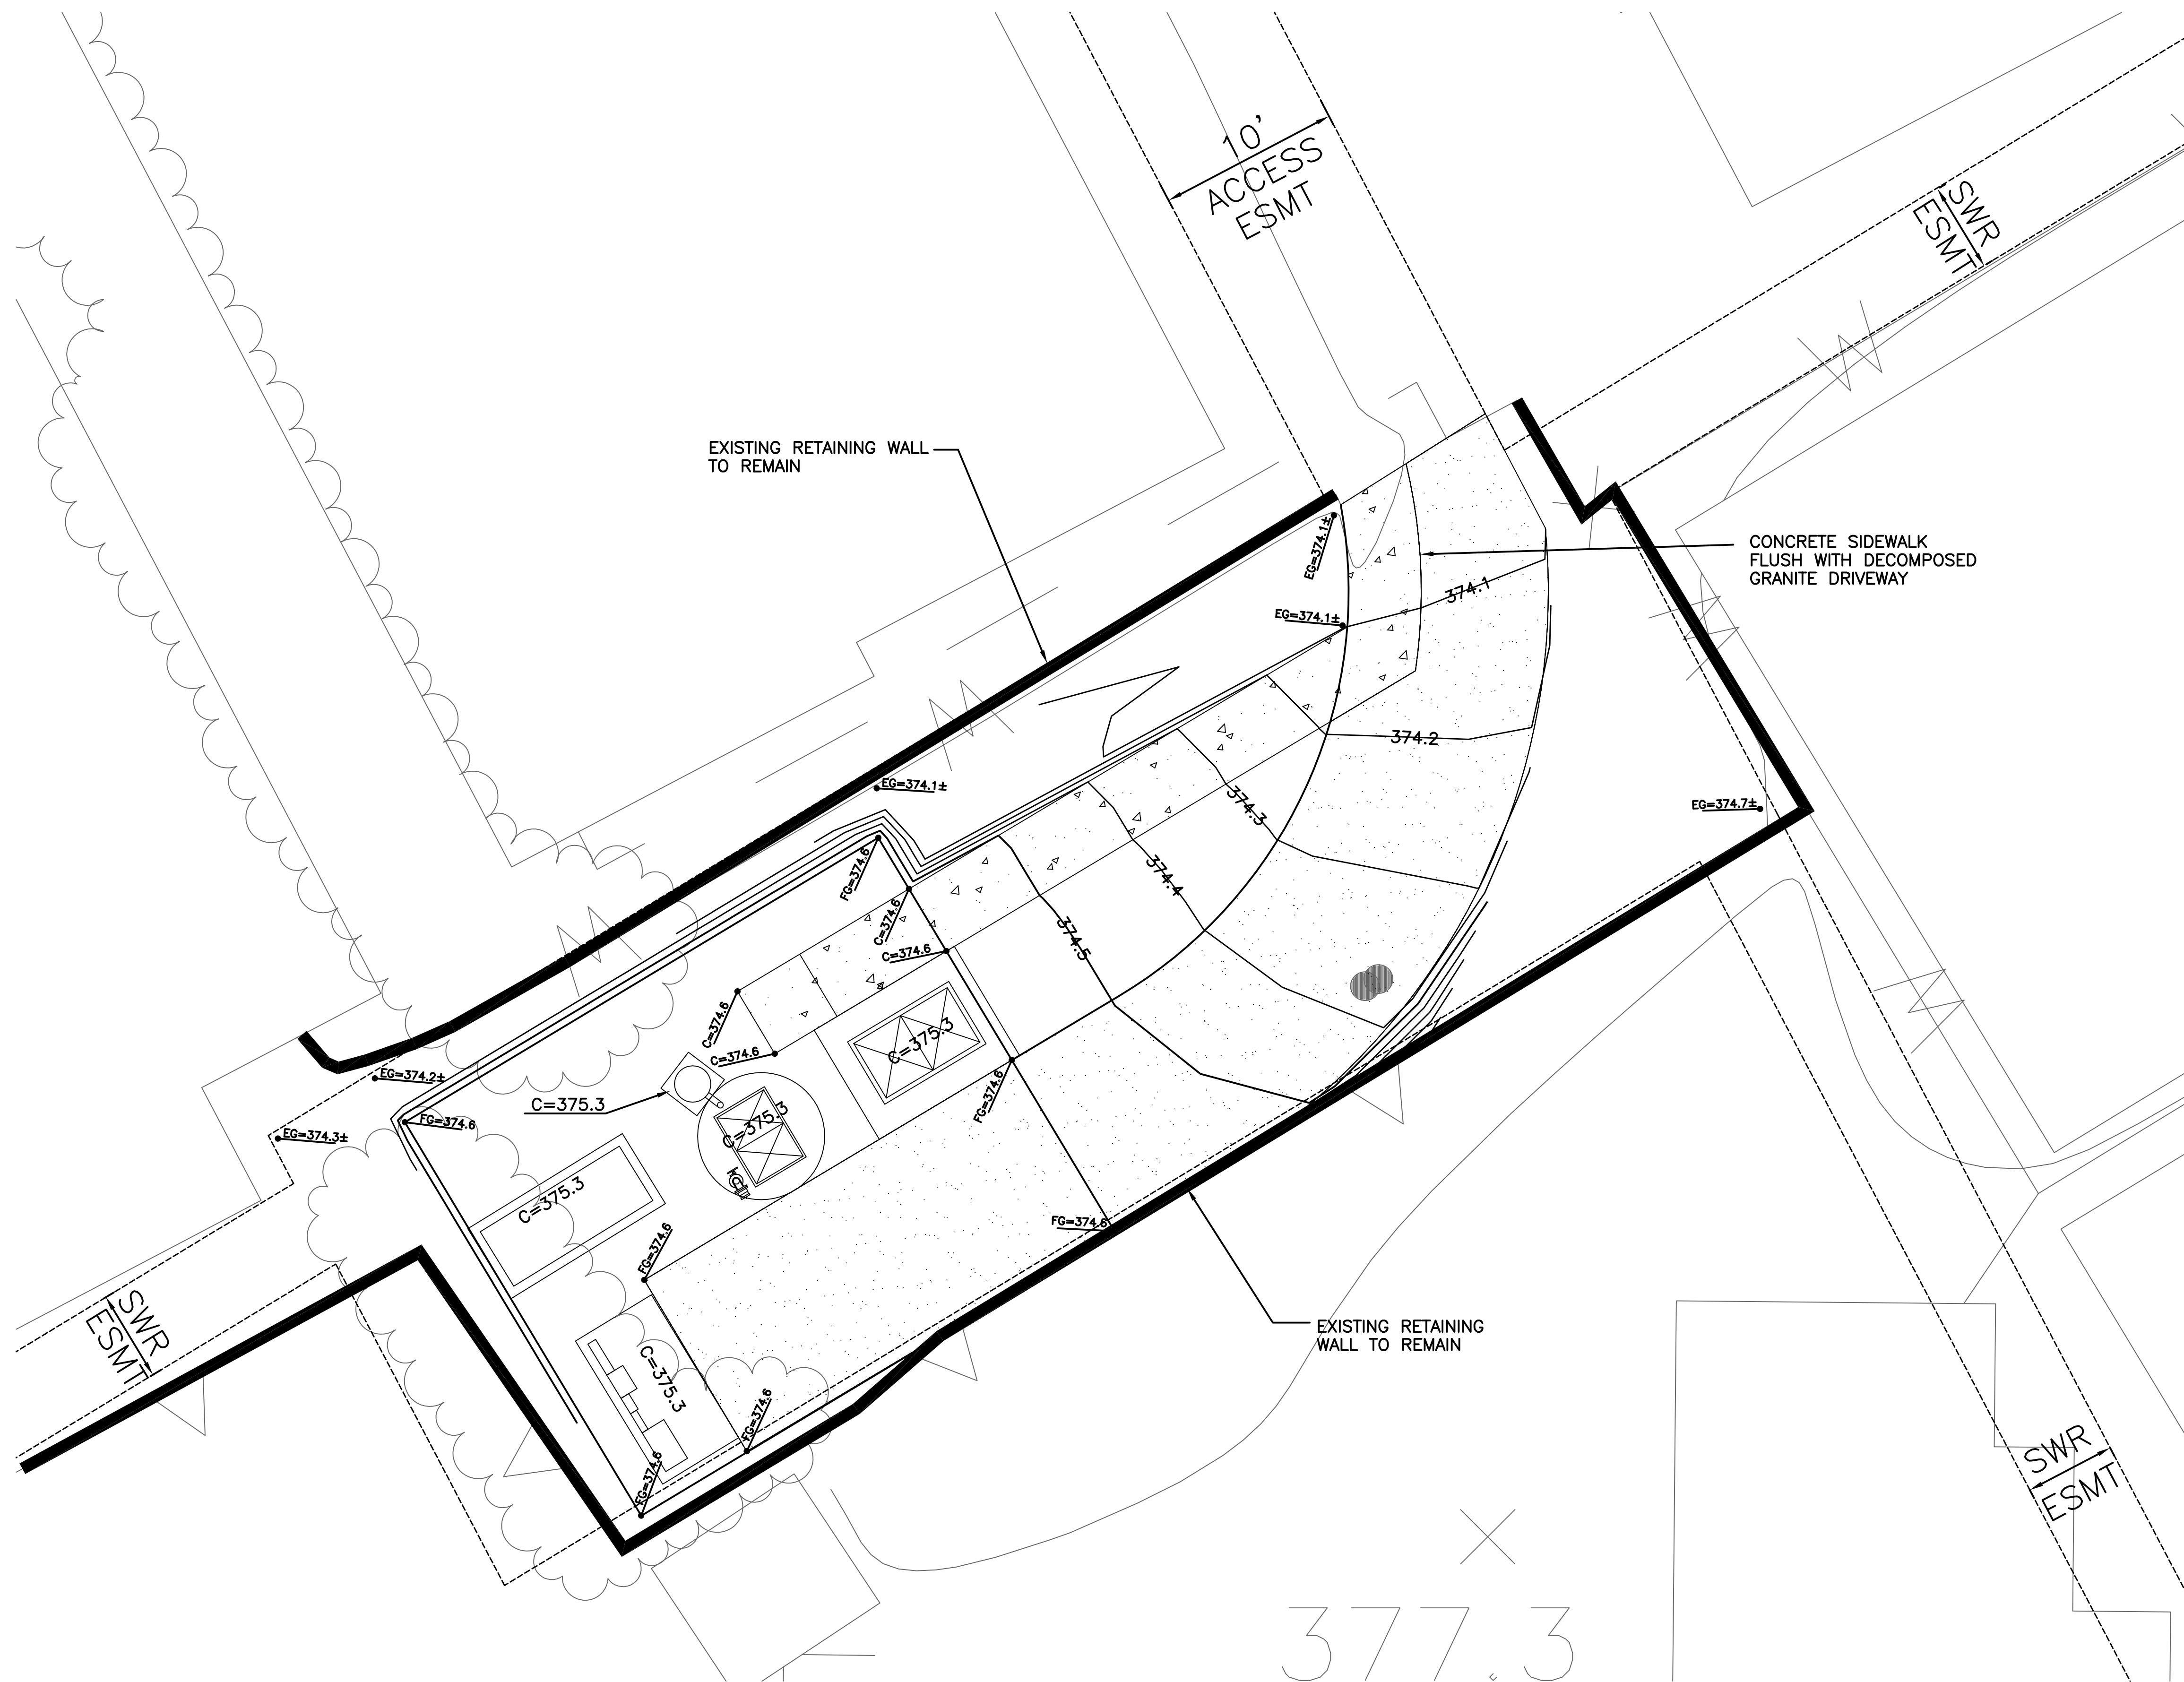 10'
ACCESS
ESMT
SWR
ESMT
EXISTING RETAINING WALL
TO REMAIN
EG=374.1±
CONCRETE SIDEWALK
FLUSH WITH DECOMPOSED
GRANITE DRIVEWAY
374.1
EG=374.1±
374.2
EG=374.1±
374.3
EG=374.7±
FG=374.6
374.4
C=374.6
374.5
C=374.6
C=374.6
C=375.3
C=374.6
EG=374.2±
C=375.3
FG=374.6
C=375.3
FG=374.6
EG=374.3±
C=375.3
FG=374.6
FG=374.6
SWR
ESMT
EXISTING RETAINING
WALL TO REMAIN
C=375.3
FG=374.6
FG=374.6
SWR
ESMT
377.3
E